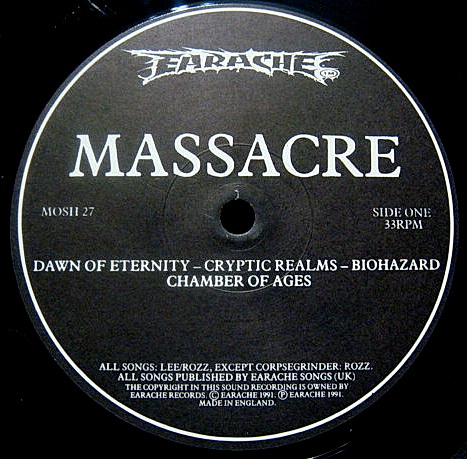 EARACHE
MASSACRE
MOSH 27
SIDE ONE
33RPM
DAWN OF ETERNITY – CRYPTIC REALMS – BIOHAZARD
CHAMBER OF AGES
ALL SONGS: LEE/ROZZ, EXCEPT CORPSEGRINDER: ROZZ.
ALL SONGS PUBLISHED BY EARACHE SONGS (UK)
THE COPYRIGHT IN THIS SOUND RECORDING IS OWNED BY
EARACHE RECORDS. Ⓒ EARACHE 1991. Ⓟ EARACHE 1991.
MADE IN ENGLAND.